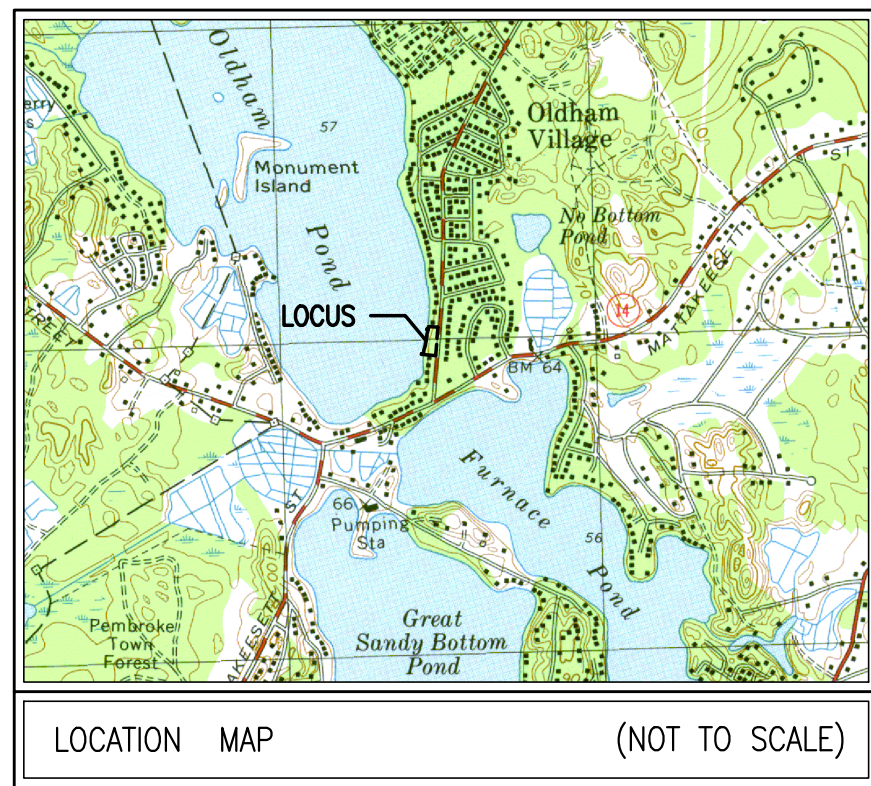 Oldham
Pond
57
Monument
Island
Oldham
Village
No Bottom
Pond
ST
14
MATTAKEESETT
LOCUS
BM 64
Furnace
Pond
56
ST
66
Pumping
Sta
Great
Sandy Bottom
Pond
Pembroke
Town
Forest
LOCATION MAP (NOT TO SCALE)